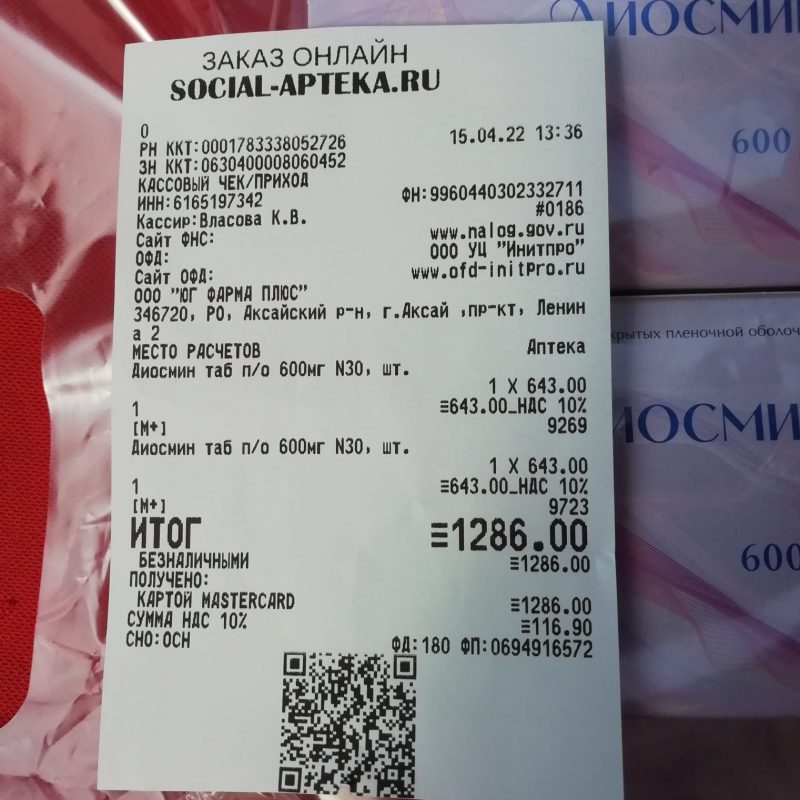 ЗАКАЗ ОНЛАЙН
SOCIAL-АПТЕКА.RU
0
РН ККТ:0001783338052726 15.04.22 13:36
ЗН ККТ:0630400008060452
КАССОВЫЙ ЧЕК/ПРИХОД
ИНН:6165197342 ФН:9960440302332711
Кассир:Власова К.В. #0186
Сайт ФНС: www.nalog.gov.ru
ОФД: ООО УЦ "Инитпро"
Сайт ОФД: www.ofd-initpro.ru
ООО "ЮГ ФАРМА ПЛЮС"
346720, РО, Аксайский р-н, г.Аксай ,пр-кт, Ленин
а 2
МЕСТО РАСЧЕТОВ Аптека
Диосмин таб п/о 600мг N30, шт.
1 X 643.00
1 ≡643.00_НДС 10%
[М+] 9269
Диосмин таб п/о 600мг N30, шт.
1 X 643.00
1 ≡643.00_НДС 10%
[М+] 9723
ИТОГ ≡1286.00
БЕЗНАЛИЧНЫМИ ≡1286.00
ПОЛУЧЕНО:
КАРТОЙ MASTERCARD ≡1286.00
СУММА НДС 10% ≡116.90
СНО:ОСН ФД:180 ФП:0694916572
ДИОСМИ
600
крытых пленочной оболоч
ИОСМИ
600